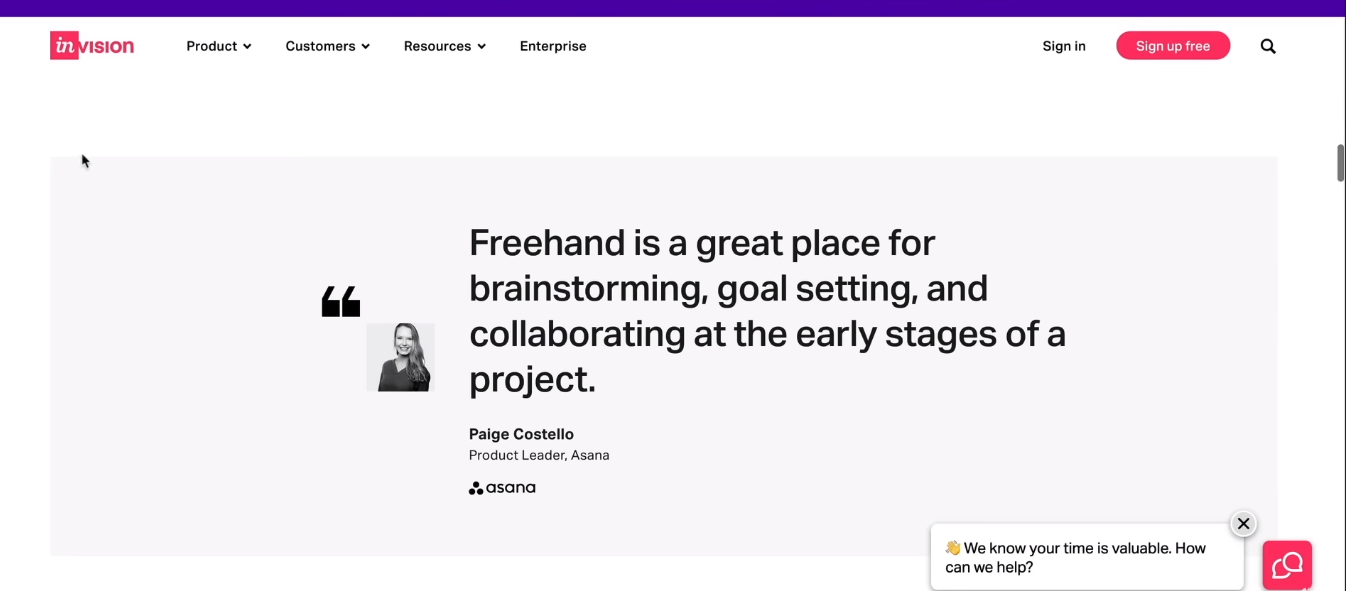 invision
Product
Customers
Resources
Enterprise
Sign in
Sign up free
Freehand is a great place for
brainstorming, goal setting, and
collaborating at the early stages of a
project.
Paige Costello
Product Leader, Asana
asana
👋 We know your time is valuable. How
can we help?